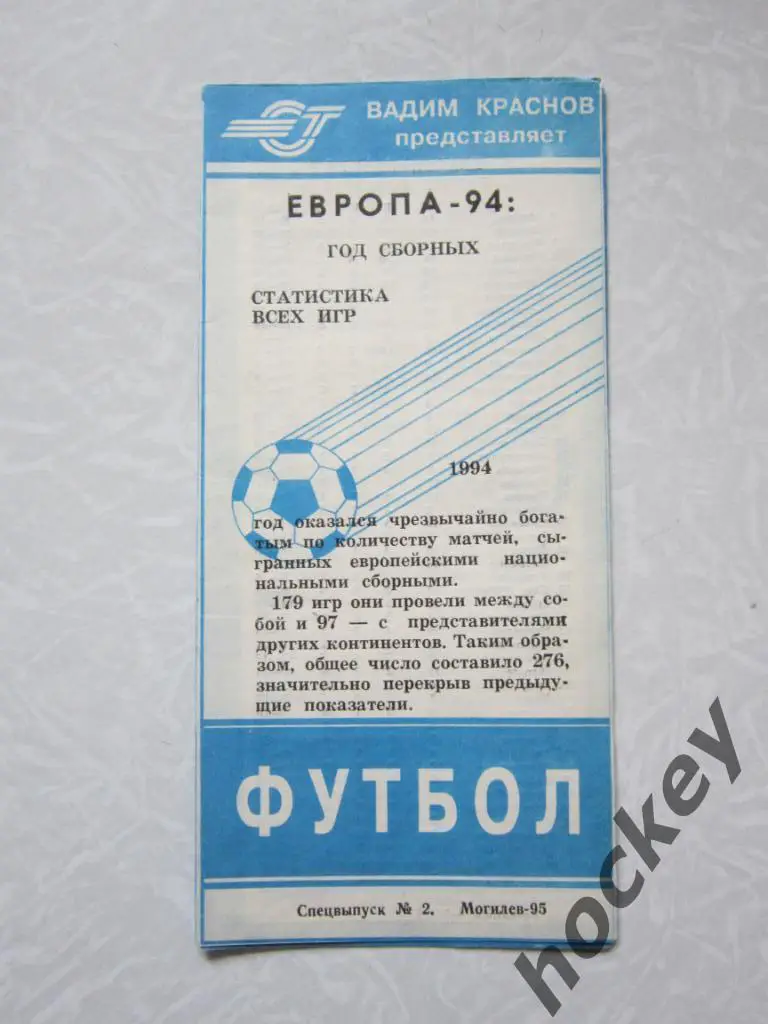 СТ ВАДИМ КРАСНОВ
представляет
ЕВРОПА-94:
ГОД СБОРНЫХ
СТАТИСТИКА
ВСЕХ ИГР
1994
год оказался чрезвычайно бога-
тым по количеству матчей, сы-
гранных европейскими нацио-
нальными сборными.
179 игр они провели между со-
бой и 97 — с представителями
других континентов. Таким обра-
зом, общее число составило 276,
значительно перекрыв предыду-
щие показатели.
ФУТБОЛ
Спецвыпуск № 2. Могилев-95
hockey